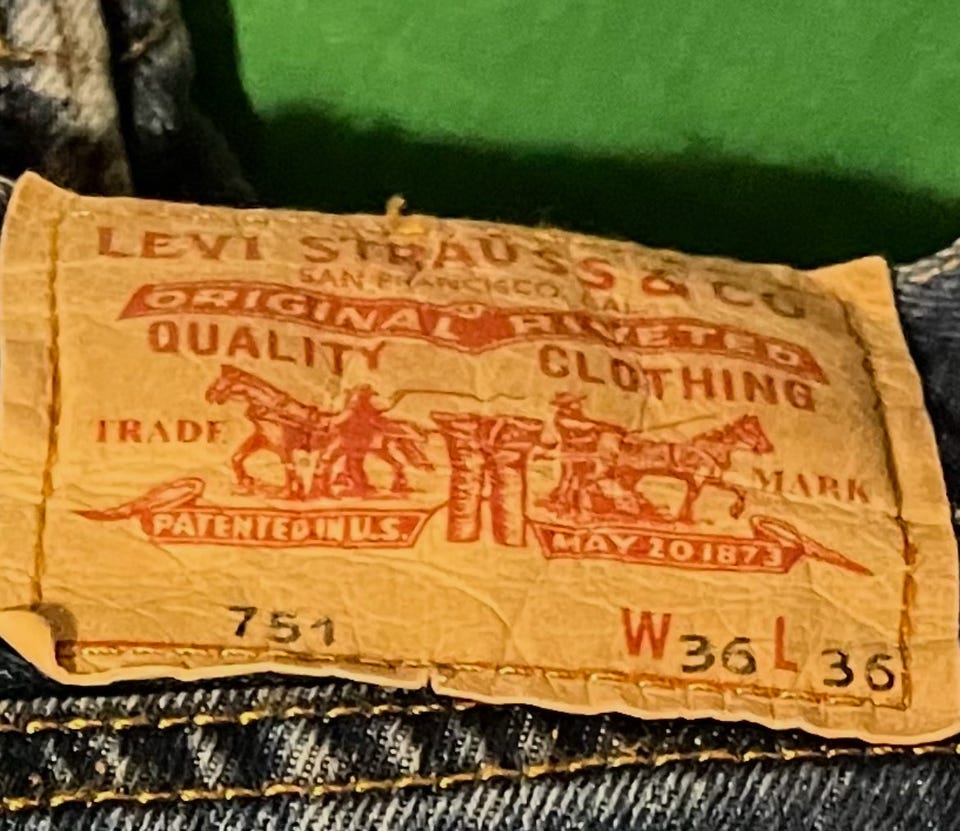 LEVI STRAUSS & CO
SAN FRANCISCO, CAL.
ORIGINAL RIVETED
QUALITY CLOTHING
TRADE MARK
PATENTED IN U.S. MAY 20 1873
751 W 36 L 36